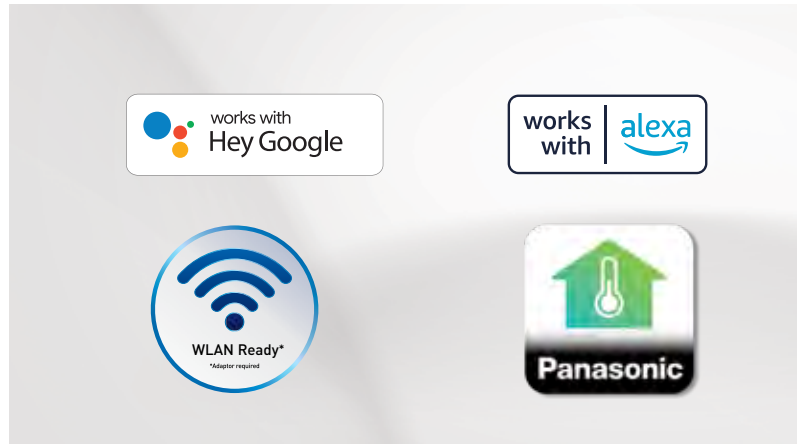 works with
Hey Google
works
with
alexa
WLAN Ready*
*Adaptor required
Panasonic